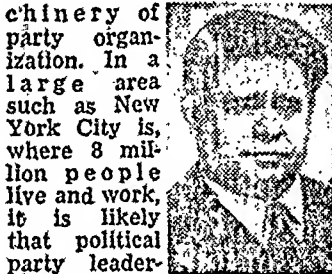 chinery of
party organ-
ization. In a
large area
such as New
York City is,
where 8 mil-
lion people
live and work,
it is likely
that political
party leader-